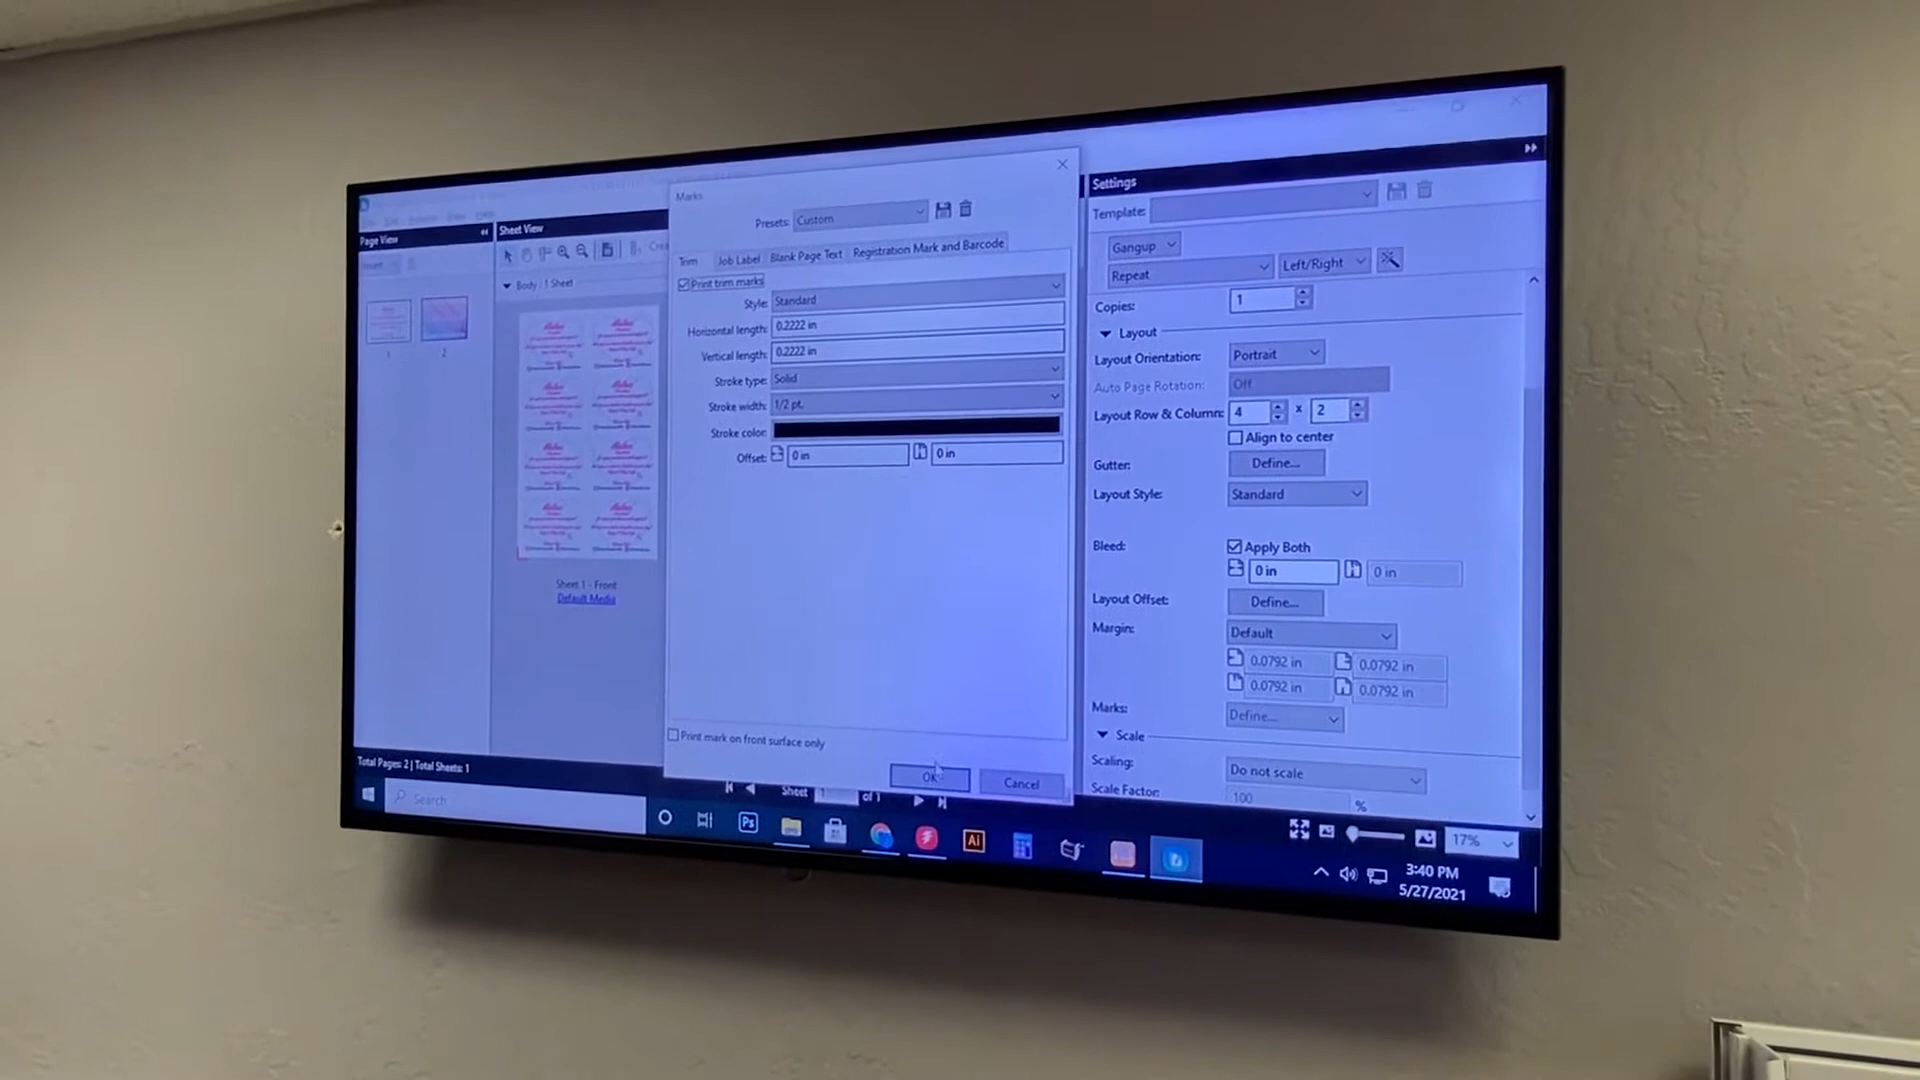 Page View
1
2
Sheet View
Body : 1 Sheet
Sheet 1 - Front
Default Media
Marks
Presets: Custom
Trim Job Label Blank Page Text Registration Mark and Barcode
Print trim marks
Style: Standard
Horizontal length: 0.2222 in
Vertical length: 0.2222 in
Stroke type: Solid
Stroke width: 1/2 pt.
Stroke color:
Offset: 0 in 0 in
Print mark on front surface only
OK Cancel
Settings
Template:
Gangup
Repeat Left/Right
Copies: 1
Layout
Layout Orientation: Portrait
Auto Page Rotation: Off
Layout Row & Column: 4 x 2
Align to center
Gutter: Define...
Layout Style: Standard
Bleed: Apply Both
0 in 0 in
Layout Offset: Define...
Margin: Default
0.0792 in 0.0792 in
0.0792 in 0.0792 in
Marks: Define...
Scale
Scaling: Do not scale
Scale Factor: 100 %
Total Pages: 2 | Total Sheets: 1
Sheet 1 of 1
17%
Search
Ps
Ai
3:40 PM
5/27/2021